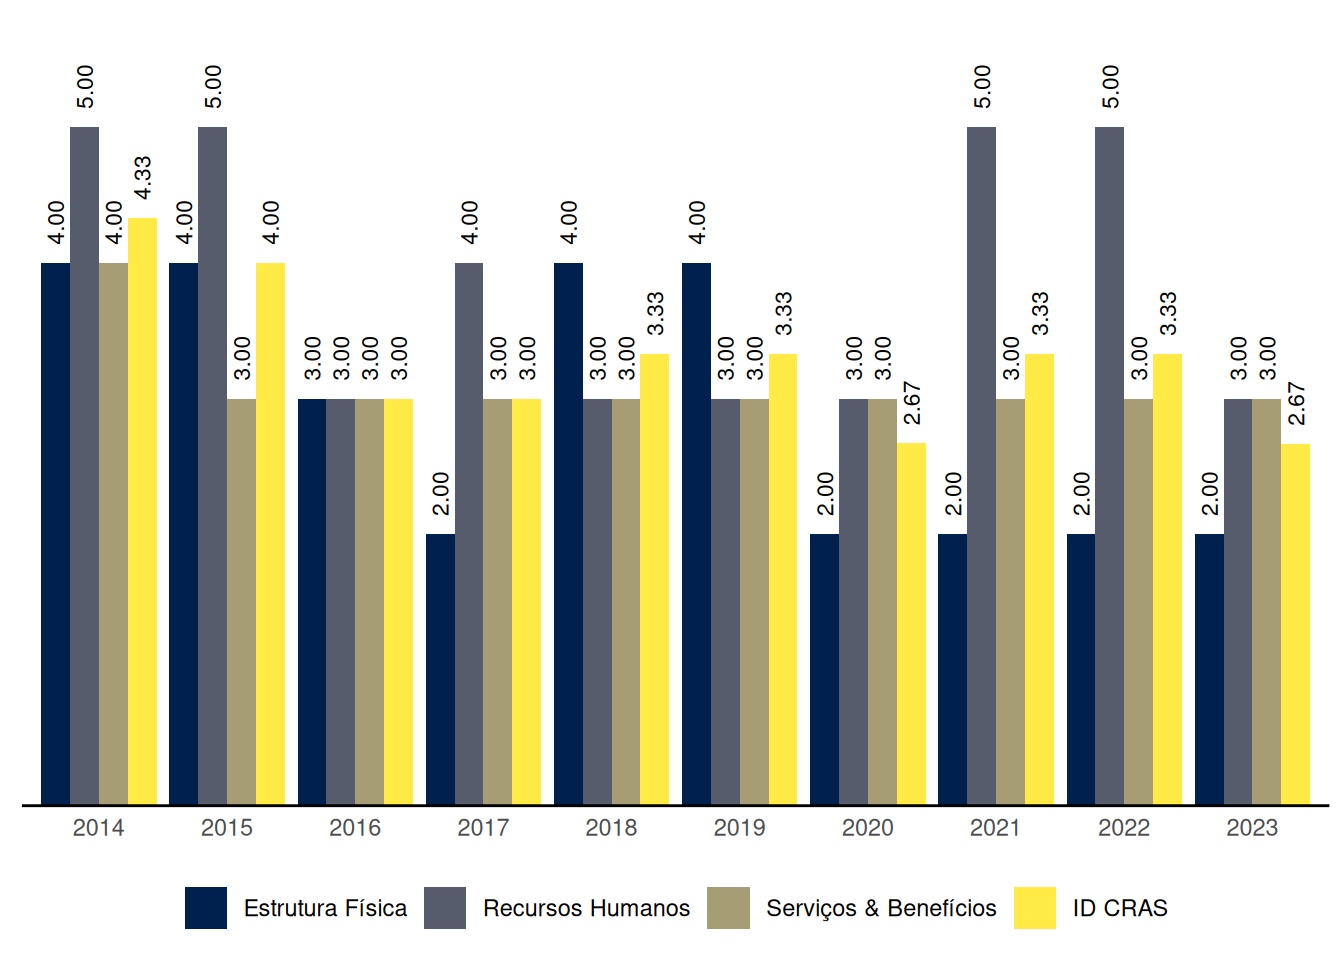 5.00 5.00 5.00 5.00
4.33
4.00 4.00 4.00 4.00 4.00 4.00 4.00
3.33 3.33 3.33 3.33
3.00 3.00 3.00 3.00 3.00 3.00 3.00 3.00 3.00 3.00 3.00 3.00 3.00 3.00 3.00 3.00 3.00
2.67 2.67
2.00 2.00 2.00 2.00 2.00
2014 2015 2016 2017 2018 2019 2020 2021 2022 2023
Estrutura Física Recursos Humanos Serviços & Benefícios ID CRAS